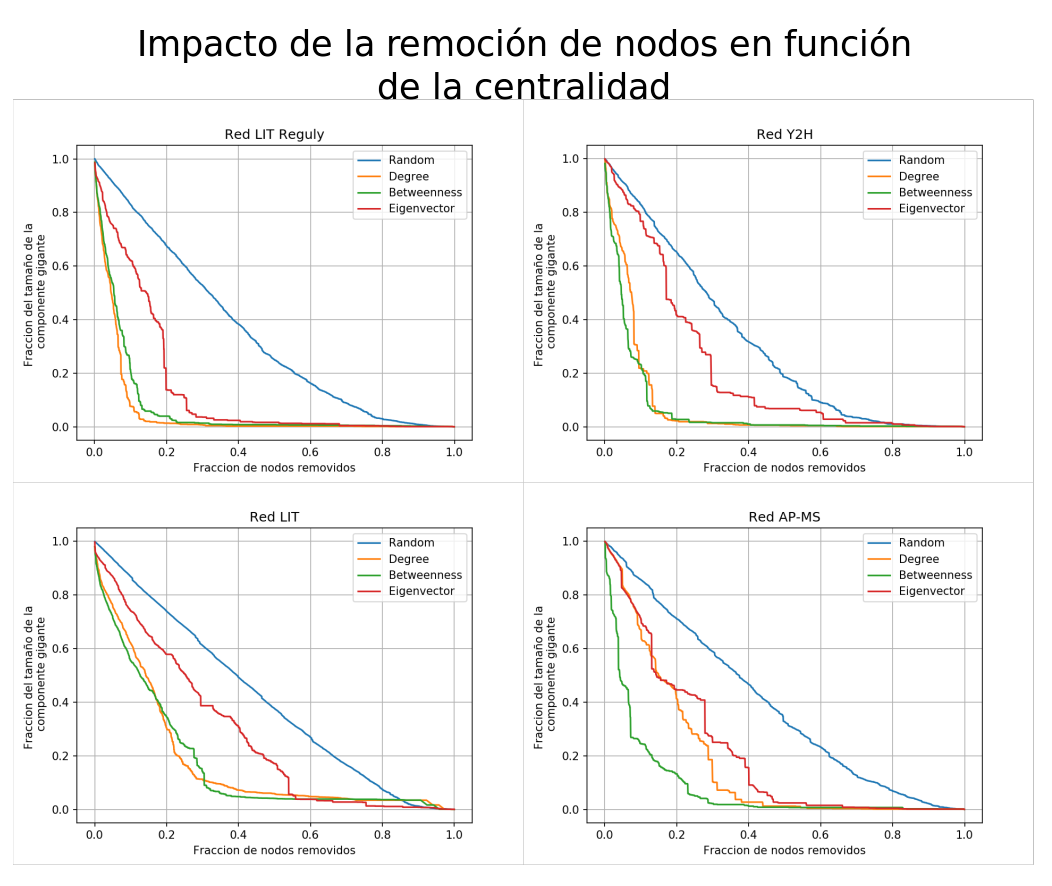 Impacto de la remoción de nodos en función
de la centralidad
Red LIT Reguly
Fraccion del tamaño de la
componente gigante
1.0
0.8
0.6
0.4
0.2
0.0
Random
Degree
Betweenness
Eigenvector
0.0 0.2 0.4 0.6 0.8 1.0
Fraccion de nodos removidos
Red Y2H
Fraccion del tamaño de la
componente gigante
1.0
0.8
0.6
0.4
0.2
0.0
Random
Degree
Betweenness
Eigenvector
0.0 0.2 0.4 0.6 0.8 1.0
Fraccion de nodos removidos
Red LIT
Fraccion del tamaño de la
componente gigante
1.0
0.8
0.6
0.4
0.2
0.0
Random
Degree
Betweenness
Eigenvector
0.0 0.2 0.4 0.6 0.8 1.0
Fraccion de nodos removidos
Red AP-MS
Fraccion del tamaño de la
componente gigante
1.0
0.8
0.6
0.4
0.2
0.0
Random
Degree
Betweenness
Eigenvector
0.0 0.2 0.4 0.6 0.8 1.0
Fraccion de nodos removidos